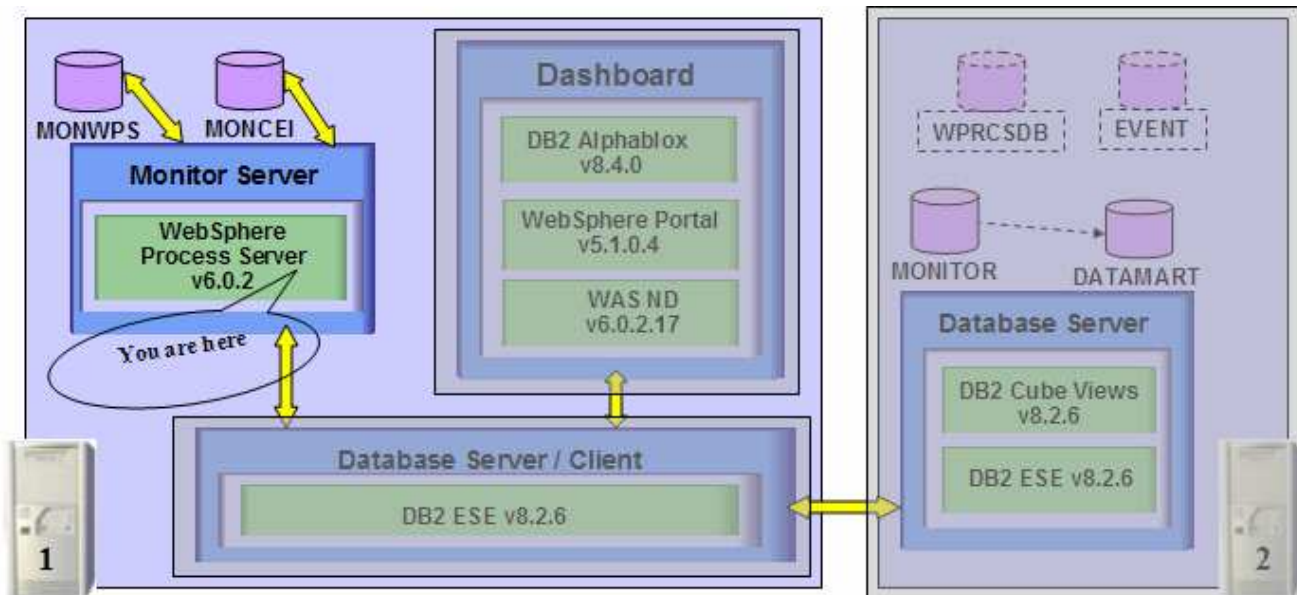 MONWPS
MONCEI
Monitor Server
WebSphere
Process Server
v6.0.2
You are here
Dashboard
DB2 Alphablox
v8.4.0
WebSphere Portal
v5.1.0.4
WAS ND
v6.0.2.17
Database Server / Client
DB2 ESE v8.2.6
1
WPRCSDB
EVENT
MONITOR
DATAMART
Database Server
DB2 Cube Views
v8.2.6
DB2 ESE v8.2.6
2